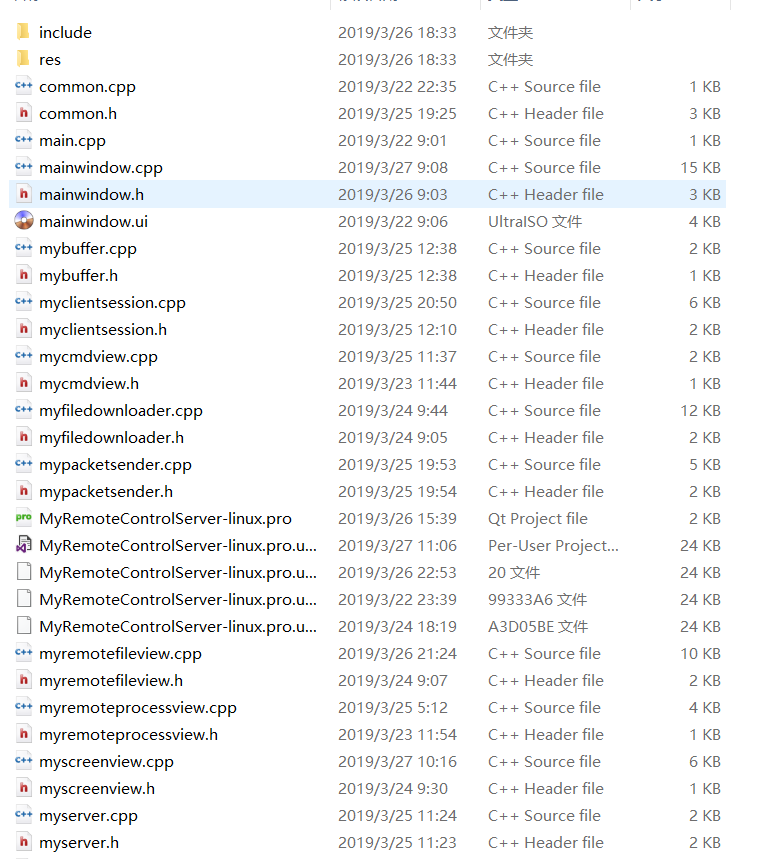 include 2019/3/26 18:33 文件夹
res 2019/3/26 18:33 文件夹
common.cpp 2019/3/22 22:35 C++ Source file 1 KB
common.h 2019/3/25 19:25 C++ Header file 3 KB
main.cpp 2019/3/22 9:01 C++ Source file 1 KB
mainwindow.cpp 2019/3/27 9:08 C++ Source file 15 KB
mainwindow.h 2019/3/26 9:03 C++ Header file 3 KB
mainwindow.ui 2019/3/22 9:06 UltraISO 文件 4 KB
mybuffer.cpp 2019/3/25 12:38 C++ Source file 2 KB
mybuffer.h 2019/3/25 12:38 C++ Header file 1 KB
myclientsession.cpp 2019/3/25 20:50 C++ Source file 6 KB
myclientsession.h 2019/3/25 12:10 C++ Header file 2 KB
mycmdview.cpp 2019/3/25 11:37 C++ Source file 2 KB
mycmdview.h 2019/3/23 11:44 C++ Header file 1 KB
myfiledownloader.cpp 2019/3/24 9:44 C++ Source file 12 KB
myfiledownloader.h 2019/3/24 9:05 C++ Header file 2 KB
mypacketsender.cpp 2019/3/25 19:53 C++ Source file 5 KB
mypacketsender.h 2019/3/25 19:54 C++ Header file 2 KB
MyRemoteControlServer-linux.pro 2019/3/26 15:39 Qt Project file 2 KB
MyRemoteControlServer-linux.pro.u... 2019/3/27 11:06 Per-User Project... 24 KB
MyRemoteControlServer-linux.pro.u... 2019/3/26 22:53 20 文件 24 KB
MyRemoteControlServer-linux.pro.u... 2019/3/22 23:39 99333A6 文件 24 KB
MyRemoteControlServer-linux.pro.u... 2019/3/24 18:19 A3D05BE 文件 24 KB
myremotefileview.cpp 2019/3/26 21:24 C++ Source file 10 KB
myremotefileview.h 2019/3/24 9:07 C++ Header file 2 KB
myremoteprocessview.cpp 2019/3/25 5:12 C++ Source file 4 KB
myremoteprocessview.h 2019/3/23 11:54 C++ Header file 1 KB
myscreenview.cpp 2019/3/27 10:16 C++ Source file 6 KB
myscreenview.h 2019/3/24 9:30 C++ Header file 1 KB
myserver.cpp 2019/3/25 11:24 C++ Source file 2 KB
myserver.h 2019/3/25 11:23 C++ Header file 2 KB